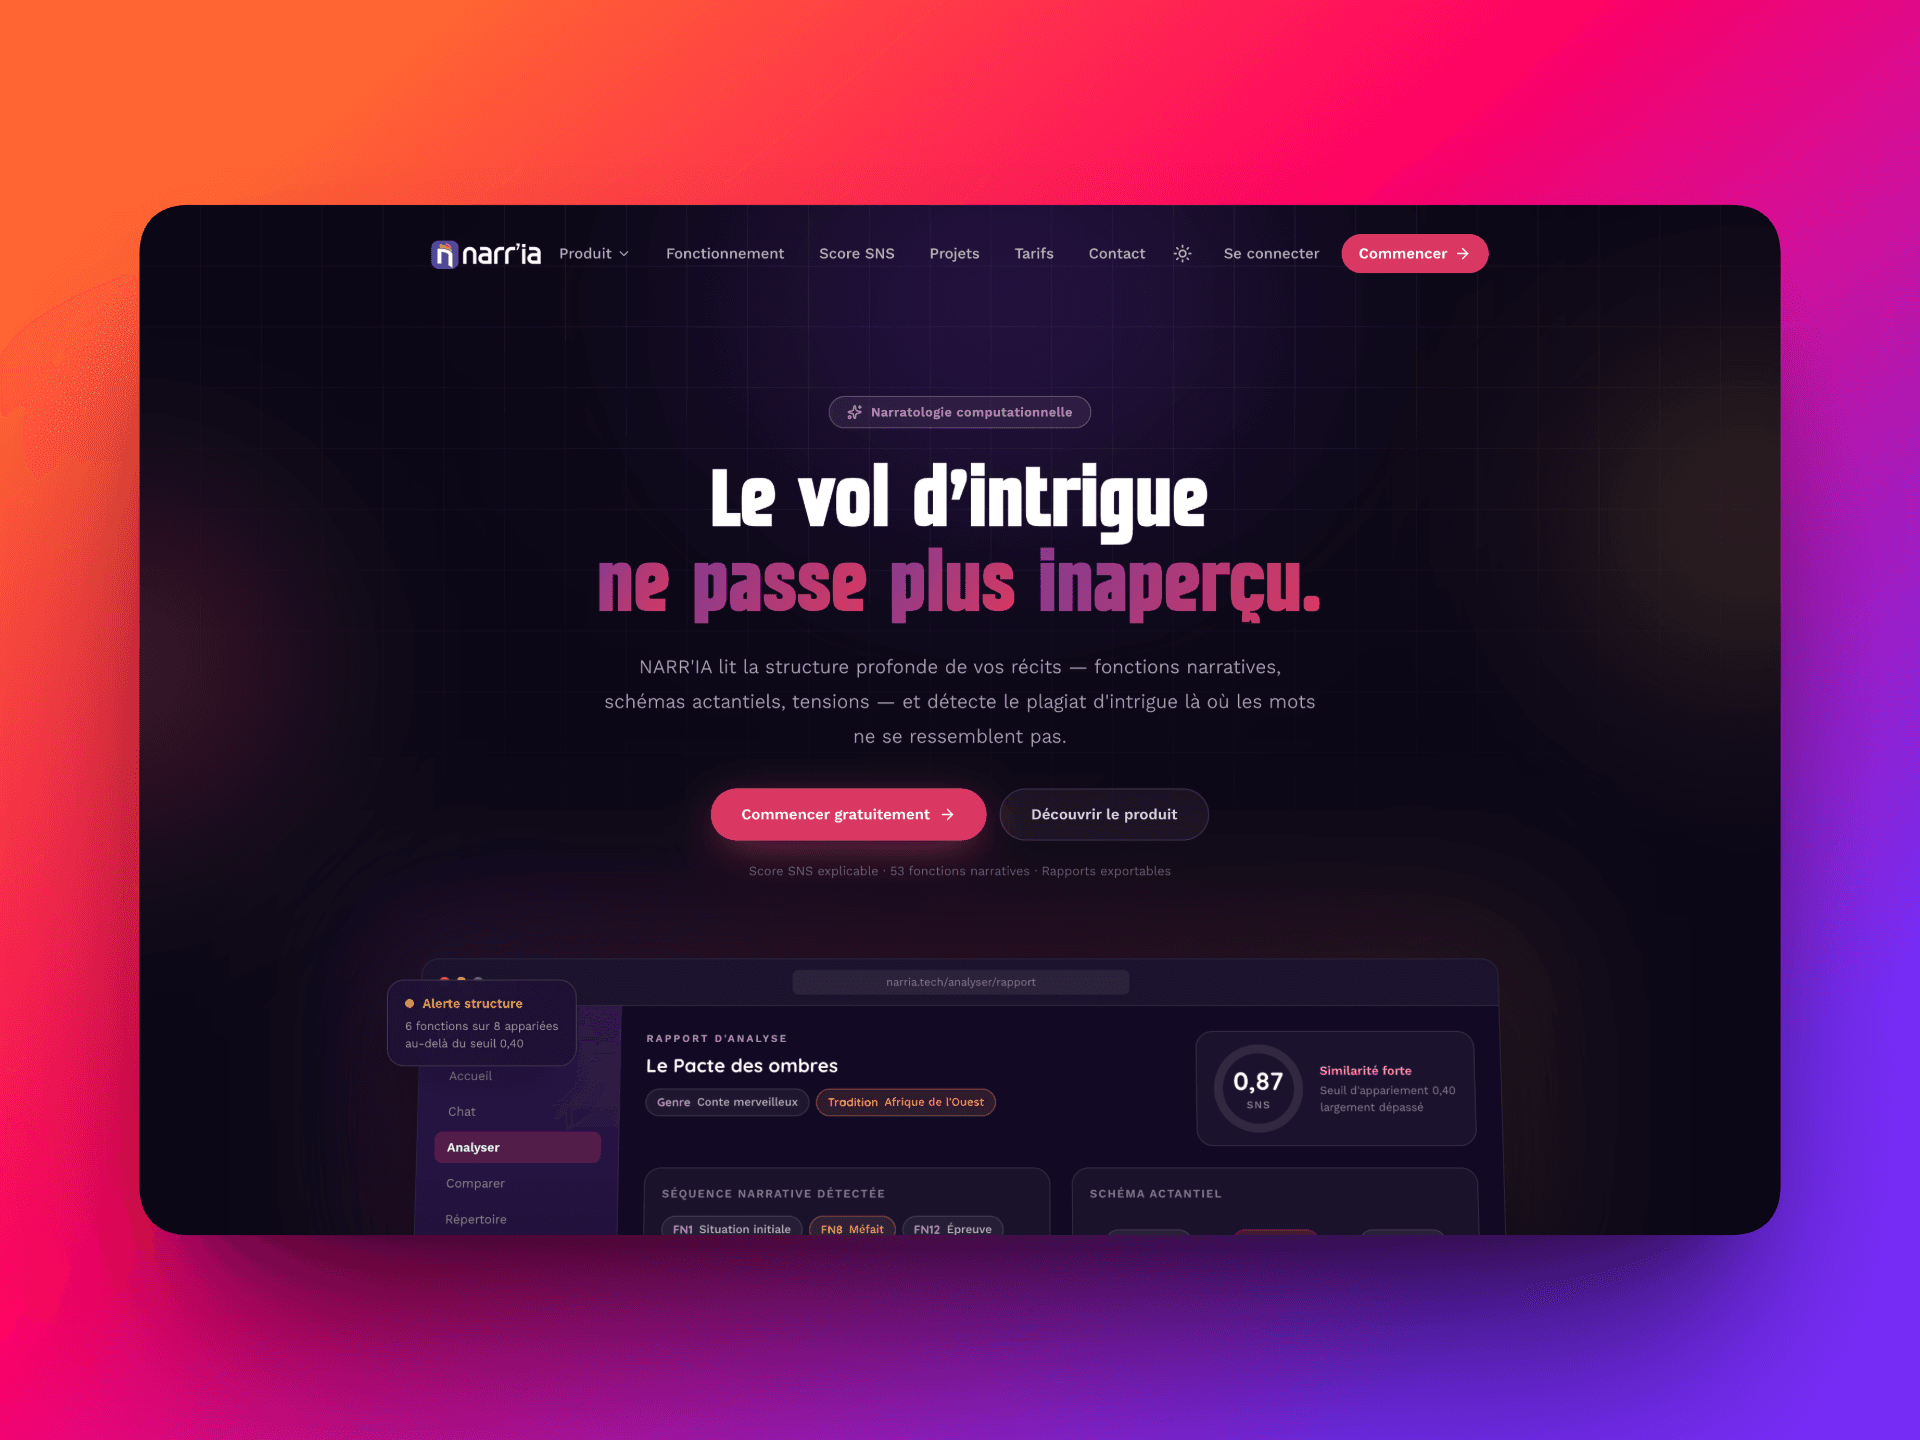 narr'ia
Produit
Fonctionnement
Score SNS
Projets
Tarifs
Contact
Se connecter
Commencer
Narratologie computationnelle
Le vol d'intrigue
ne passe plus inaperçu.
NARR'IA lit la structure profonde de vos récits — fonctions narratives,
schémas actantiels, tensions — et détecte le plagiat d'intrigue là où les mots
ne se ressemblent pas.
Commencer gratuitement
Découvrir le produit
Score SNS explicable · 53 fonctions narratives · Rapports exportables
narria.tech/analyser/rapport
Alerte structure
6 fonctions sur 8 appariées
au-delà du seuil 0,40
Accueil
Chat
Analyser
Comparer
Répertoire
RAPPORT D'ANALYSE
Le Pacte des ombres
Genre Conte merveilleux
Tradition Afrique de l'Ouest
0,87
SNS
Similarité forte
Seuil d'appariement 0,40
largement dépassé
SÉQUENCE NARRATIVE DÉTECTÉE
FN1 Situation initiale
FN8 Méfait
FN12 Épreuve
SCHÉMA ACTANTIEL